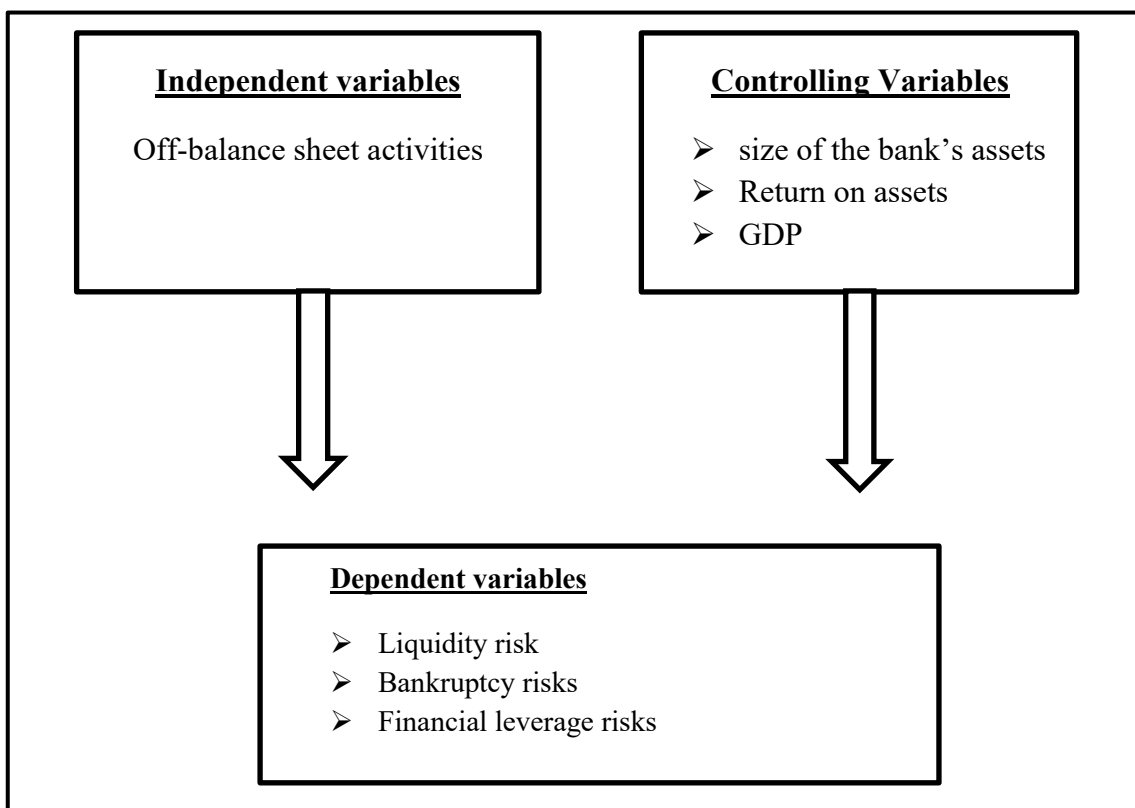 Independent variables
Off-balance sheet activities
Controlling Variables
➢ size of the bank’s assets
➢ Return on assets
➢ GDP
Dependent variables
➢ Liquidity risk
➢ Bankruptcy risks
➢ Financial leverage risks